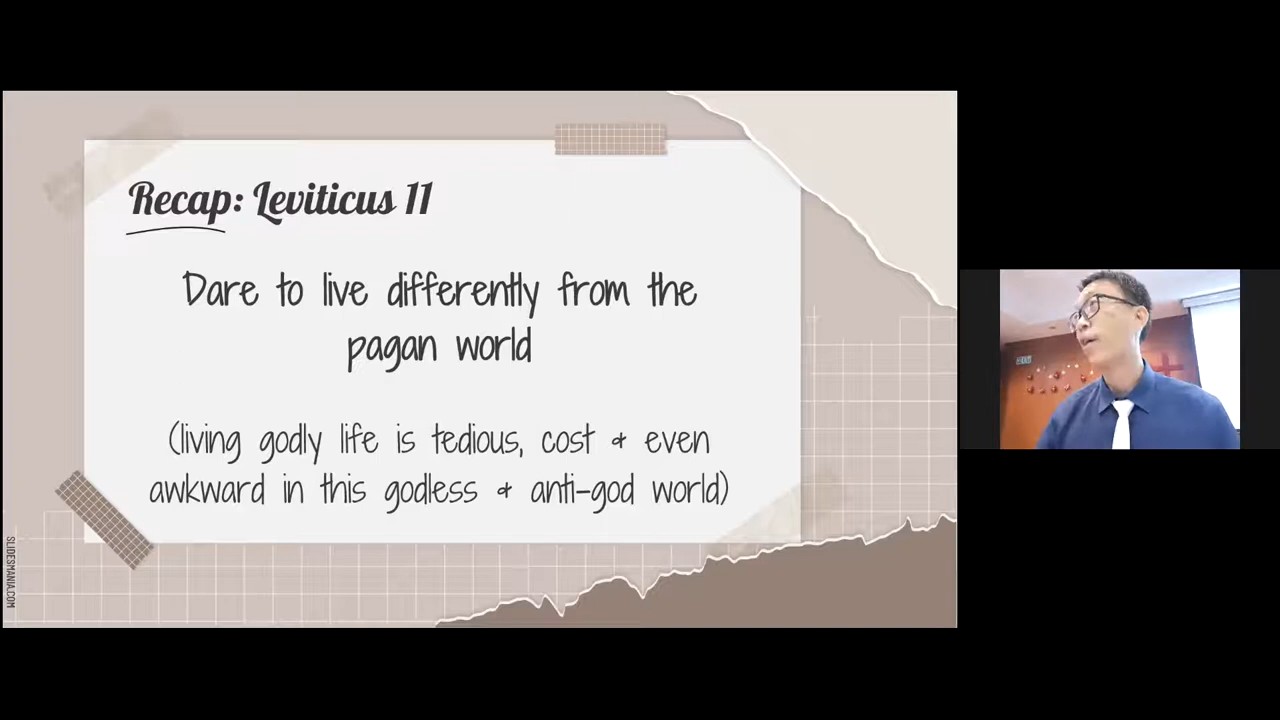 Recap: Leviticus 11
Dare to live differently from the
pagan world
(living godly life is tedious, cost & even
awkward in this godless & anti-god world)
SLIDESMANIA.COM